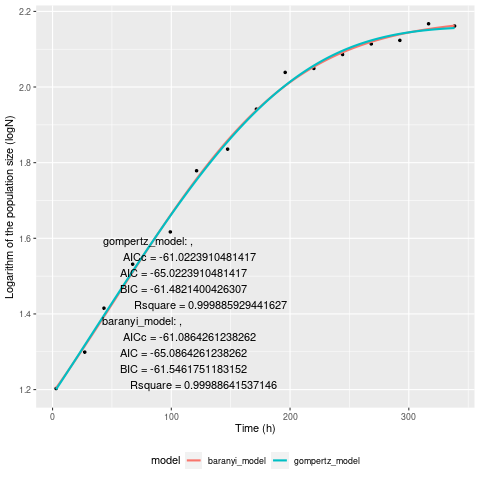 2.2
2.0
1.8
1.6
1.4
1.2
Logarithm of the population size (logN)
gompertz_model: ,
AICc = -61.0223910481417
AIC = -65.0223910481417
BIC = -61.4821400426307
Rsquare = 0.999885929441627
baranyi_model: ,
AICc = -61.0864261238262
AIC = -65.0864261238262
BIC = -61.5461751183152
Rsquare = 0.99988641537146
0 100 200 300
Time (h)
model baranyi_model gompertz_model